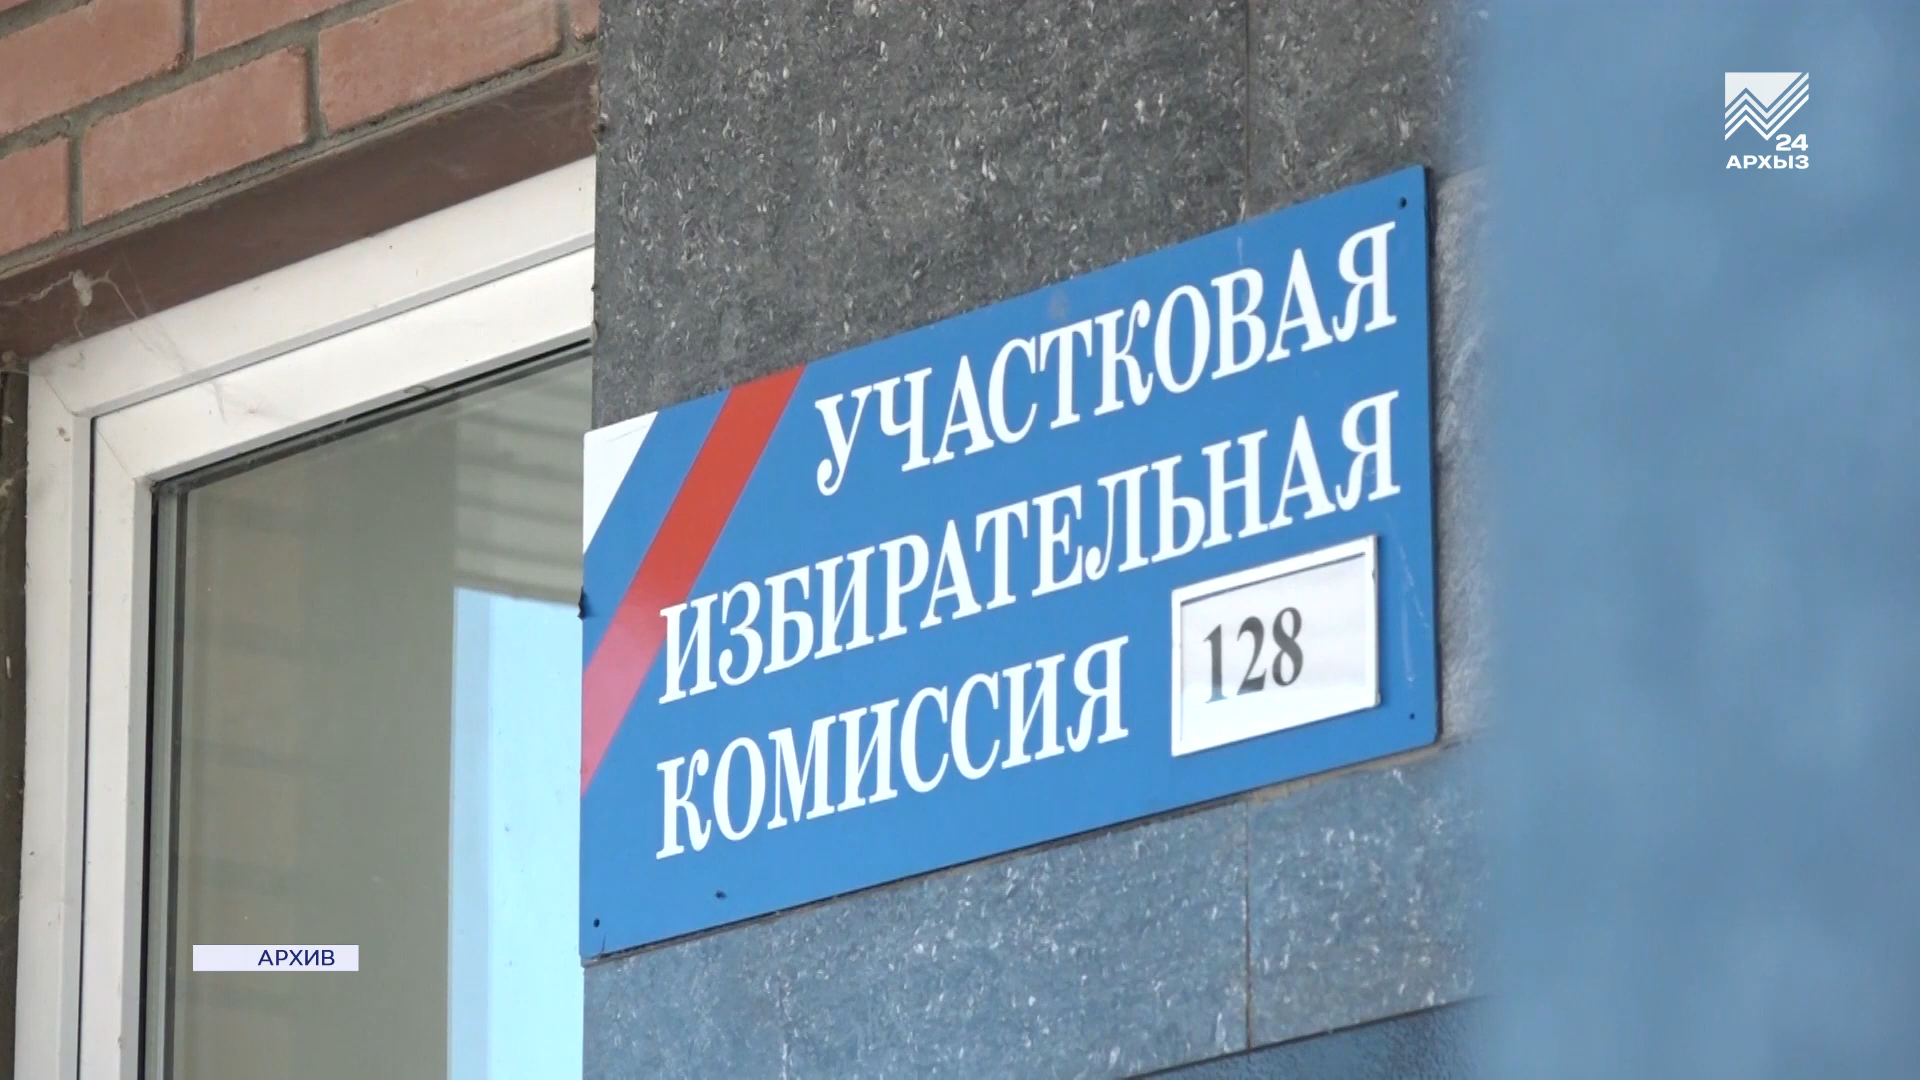 24
АРХЫЗ
УЧАСТКОВАЯ
ИЗБИРАТЕЛЬНАЯ
КОМИССИЯ 128
АРХИВ